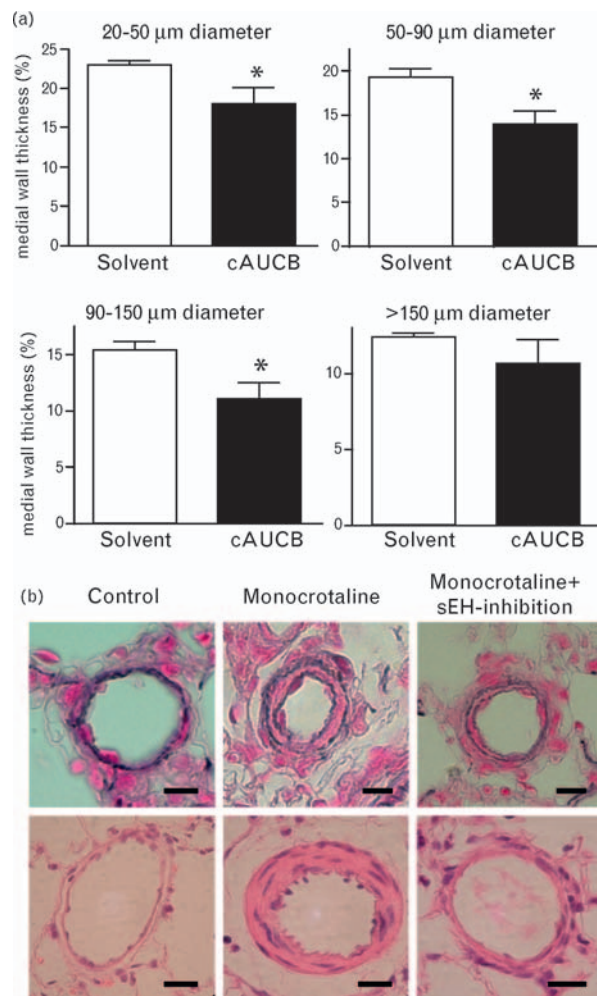 (a)
20-50 µm diameter
50-90 µm diameter
medial wall thickness (%)
25
20
15
10
5
0
20
15
10
5
0
Solvent
cAUCB
Solvent
cAUCB
*
*
90-150 µm diameter
>150 µm diameter
medial wall thickness (%)
15
10
5
0
10
5
0
Solvent
cAUCB
Solvent
cAUCB
*
(b)
Control
Monocrotaline
Monocrotaline+
sEH-inhibition